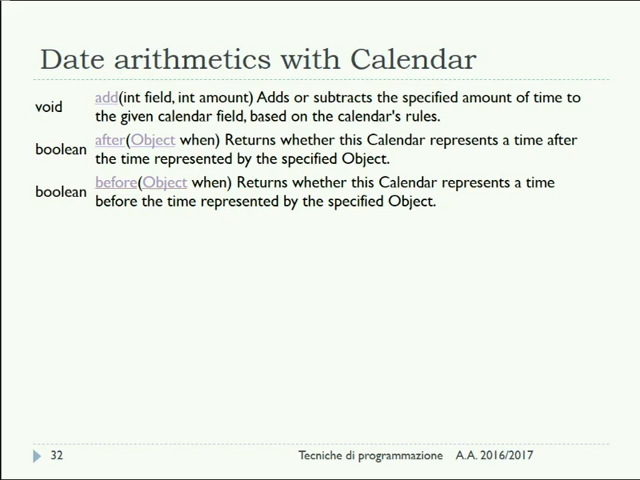 Date arithmetics with Calendar
void
add(int field, int amount) Adds or subtracts the specified amount of time to
the given calendar field, based on the calendar's rules.
boolean
after(Object when) Returns whether this Calendar represents a time after
the time represented by the specified Object.
boolean
before(Object when) Returns whether this Calendar represents a time
before the time represented by the specified Object.
32
Tecniche di programmazione A.A. 2016/2017